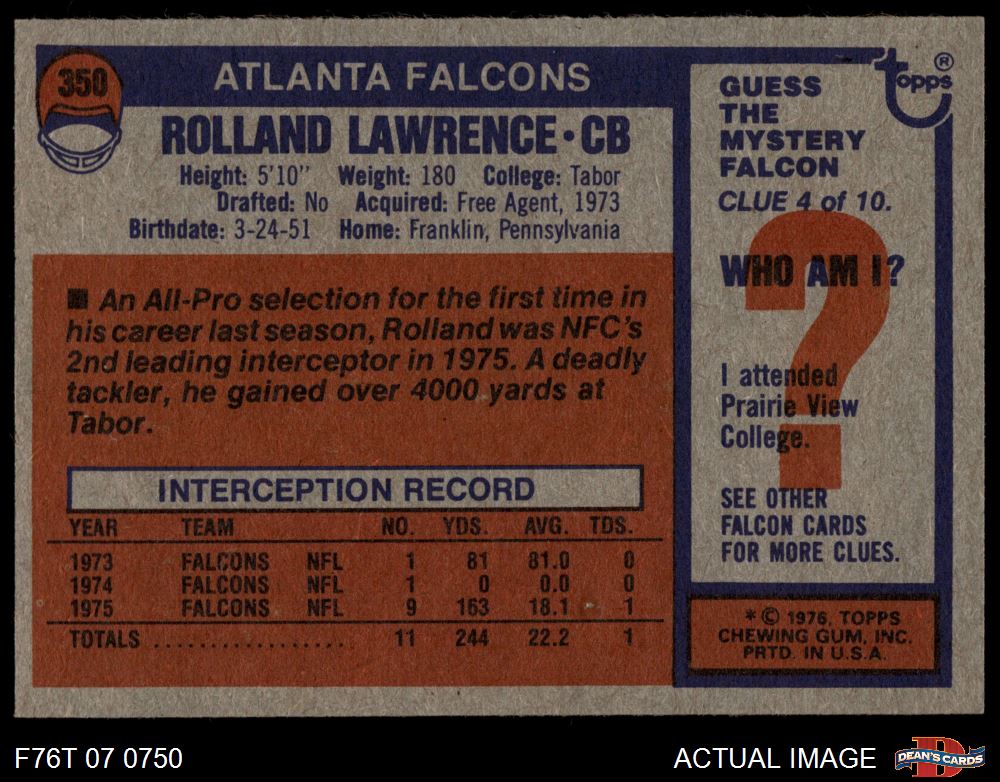 350
ATLANTA FALCONS
ROLLAND LAWRENCE • CB
Height: 5'10" Weight: 180 College: Tabor
Drafted: No Acquired: Free Agent, 1973
Birthdate: 3-24-51 Home: Franklin, Pennsylvania
■ An All-Pro selection for the first time in
his career last season, Rolland was NFC's
2nd leading interceptor in 1975. A deadly
tackler, he gained over 4000 yards at
Tabor.
INTERCEPTION RECORD
YEAR TEAM NO. YDS. AVG. TDS.
1973 FALCONS NFL 1 81 81.0 0
1974 FALCONS NFL 1 0 0.0 0
1975 FALCONS NFL 9 163 18.1 1
TOTALS .................. 11 244 22.2 1
Topps ®
GUESS
THE
MYSTERY
FALCON
CLUE 4 of 10.
?
WHO AM I?
I attended
Prairie View
College.
SEE OTHER
FALCON CARDS
FOR MORE CLUES.
* © 1976, TOPPS
CHEWING GUM, INC.
PRTD. IN U.S.A.
F76T 07 0750
ACTUAL IMAGE
D
DEAN'S CARDS